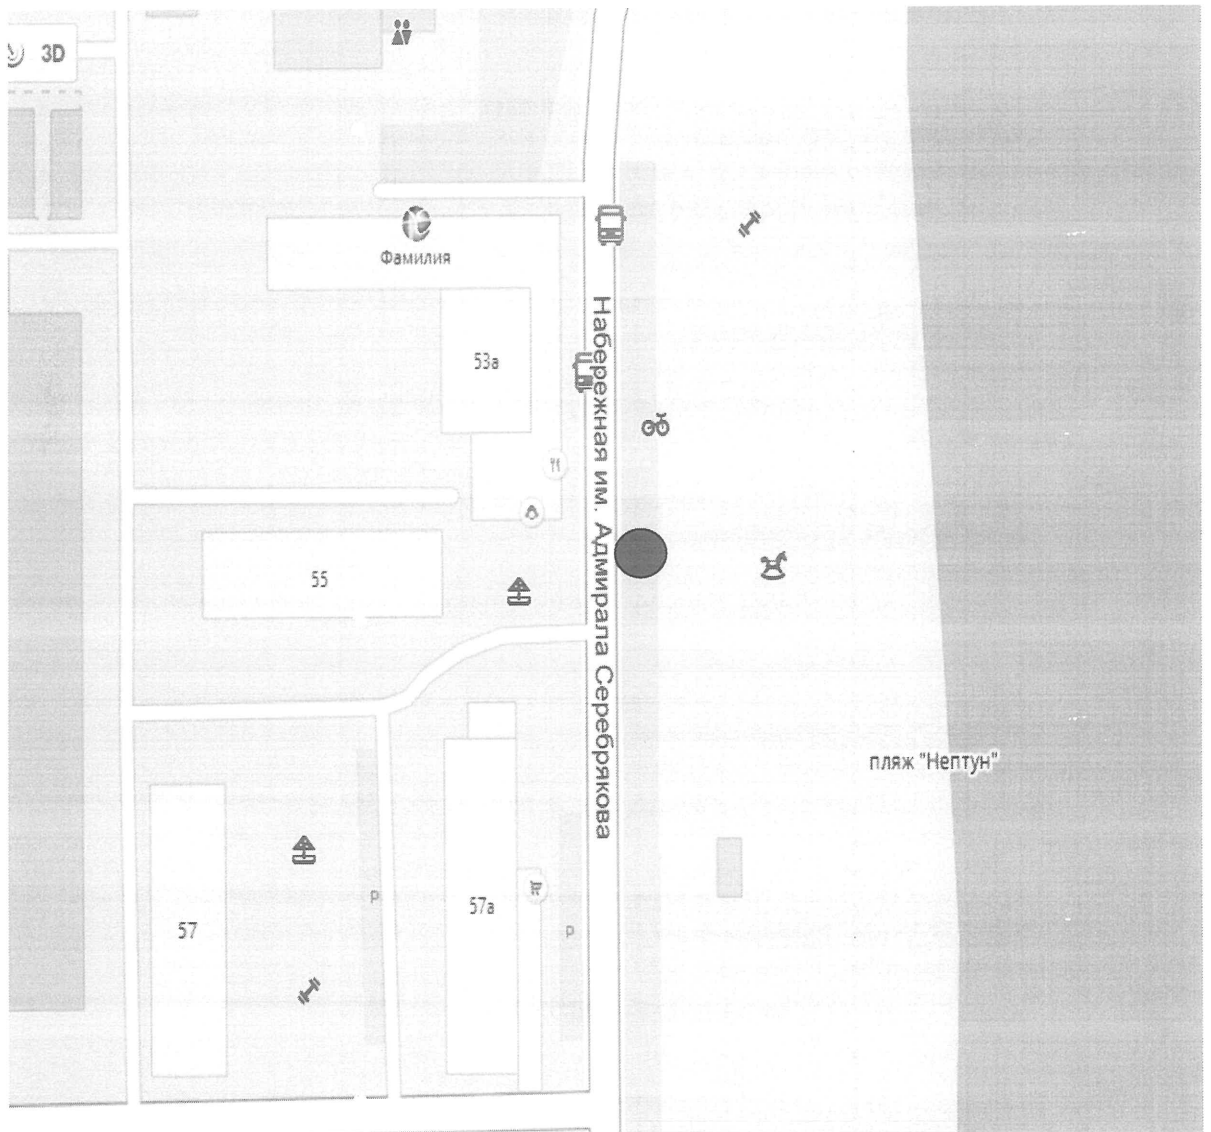 3D
Фамилия
53а
Набережная им. Адмирала Серебрякова
55
пляж "Нептун"
57а
р
57
р